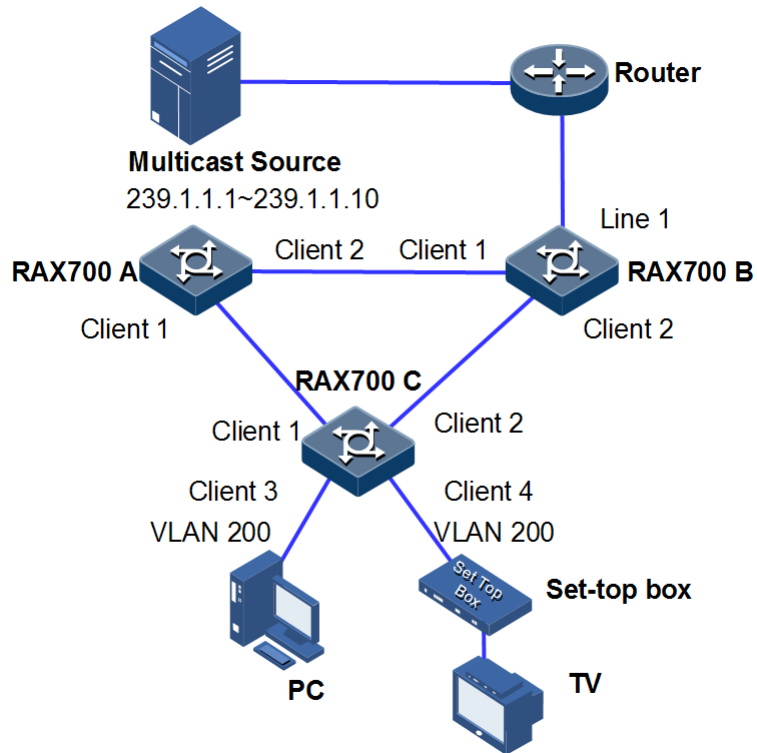 Router
Multicast Source
239.1.1.1~239.1.1.10
Line 1
RAX700 A
Client 2
Client 1
RAX700 B
Client 1
Client 2
RAX700 C
Client 1
Client 2
Client 3
Client 4
VLAN 200
VLAN 200
Set Top
Box
Set-top box
PC
TV